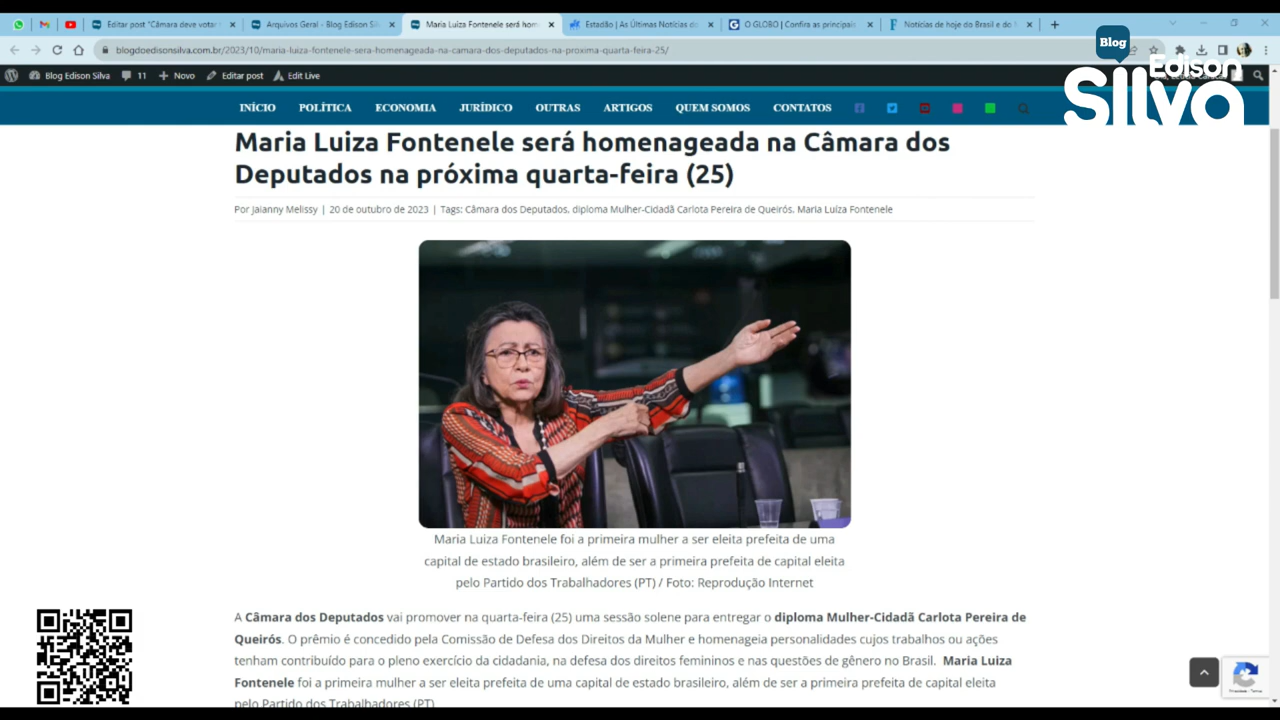 Editar post "Câmara deve votar
Arquivos Geral - Blog Edison Sil
Maria Luiza Fontenele será hom
Estadão | As Últimas Notícias do
O GLOBO | Confira as principais
Notícias de hoje do Brasil e do
blogdoedisonsilva.com.br/2023/10/maria-luiza-fontenele-sera-homenageada-na-camara-dos-deputados-na-proxima-quarta-feira-25/
Blog
Edison
Silva
Blog Edison Silva
11
Novo
Editar post
Edit Live
INÍCIO
POLÍTICA
ECONOMIA
JURÍDICO
OUTRAS
ARTIGOS
QUEM SOMOS
CONTATOS
Maria Luiza Fontenele será homenageada na Câmara dos
Deputados na próxima quarta-feira (25)
Por Jaianny Melissy | 20 de outubro de 2023 | Tags: Câmara dos Deputados, diploma Mulher-Cidadã Carlota Pereira de Queirós, Maria Luíza Fontenele
Maria Luiza Fontenele foi a primeira mulher a ser eleita prefeita de uma
capital de estado brasileiro, além de ser a primeira prefeita de capital eleita
pelo Partido dos Trabalhadores (PT) / Foto: Reprodução Internet
A Câmara dos Deputados vai promover na quarta-feira (25) uma sessão solene para entregar o diploma Mulher-Cidadã Carlota Pereira de
Queirós. O prêmio é concedido pela Comissão de Defesa dos Direitos da Mulher e homenageia personalidades cujos trabalhos ou ações
tenham contribuído para o pleno exercício da cidadania, na defesa dos direitos femininos e nas questões de gênero no Brasil. Maria Luiza
Fontenele foi a primeira mulher a ser eleita prefeita de uma capital de estado brasileiro, além de ser a primeira prefeita de capital eleita
pelo Partido dos Trabalhadores (PT)